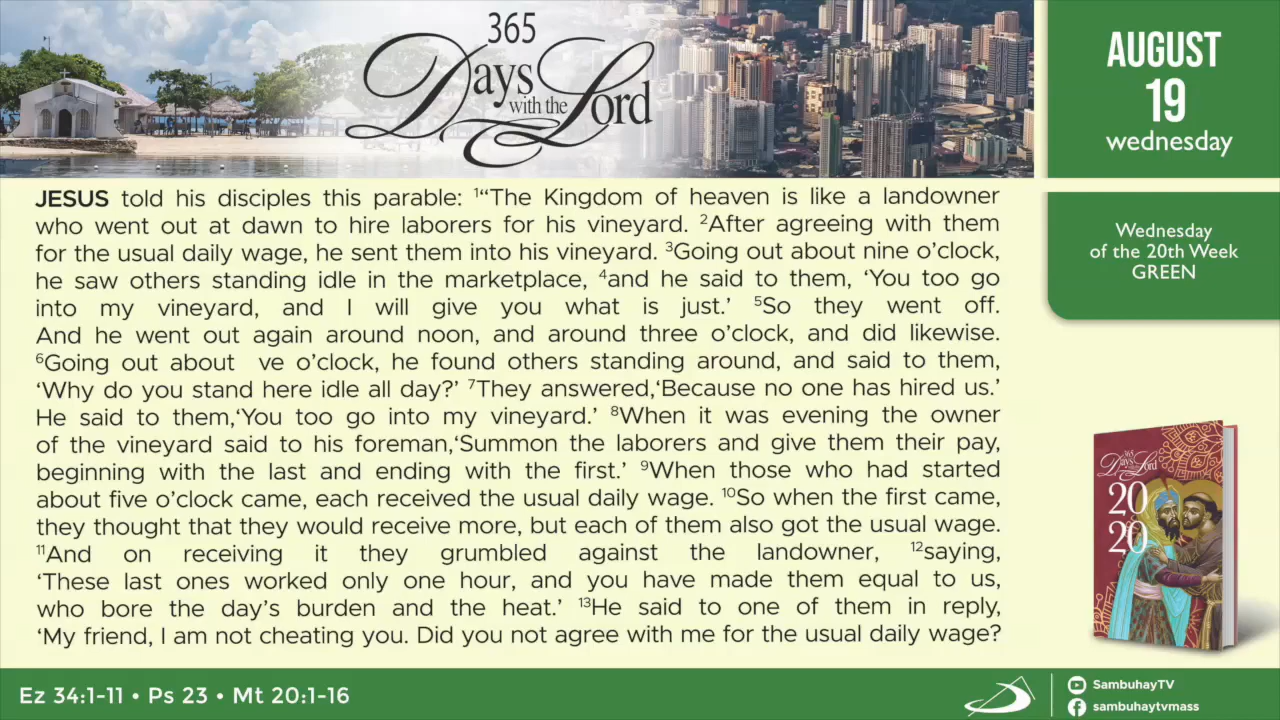 365
Days
with the
Lord
AUGUST
19
wednesday
Wednesday
of the 20th Week
GREEN
JESUS told his disciples this parable: ¹“The Kingdom of heaven is like a landowner
who went out at dawn to hire laborers for his vineyard. ²After agreeing with them
for the usual daily wage, he sent them into his vineyard. ³Going out about nine o’clock,
he saw others standing idle in the marketplace, ⁴and he said to them, ‘You too go
into my vineyard, and I will give you what is just.’ ⁵So they went off.
And he went out again around noon, and around three o’clock, and did likewise.
⁶Going out about ve o’clock, he found others standing around, and said to them,
‘Why do you stand here idle all day?’ ⁷They answered,‘Because no one has hired us.’
He said to them,‘You too go into my vineyard.’ ⁸When it was evening the owner
of the vineyard said to his foreman,‘Summon the laborers and give them their pay,
beginning with the last and ending with the first.’ ⁹When those who had started
about five o’clock came, each received the usual daily wage. ¹⁰So when the first came,
they thought that they would receive more, but each of them also got the usual wage.
¹¹And on receiving it they grumbled against the landowner, ¹²saying,
‘These last ones worked only one hour, and you have made them equal to us,
who bore the day’s burden and the heat.’ ¹³He said to one of them in reply,
‘My friend, I am not cheating you. Did you not agree with me for the usual daily wage?
365
Days with the Lord
20
20
Ez 34:1-11 • Ps 23 • Mt 20:1-16
SambuhayTV
sambuhaytvmass